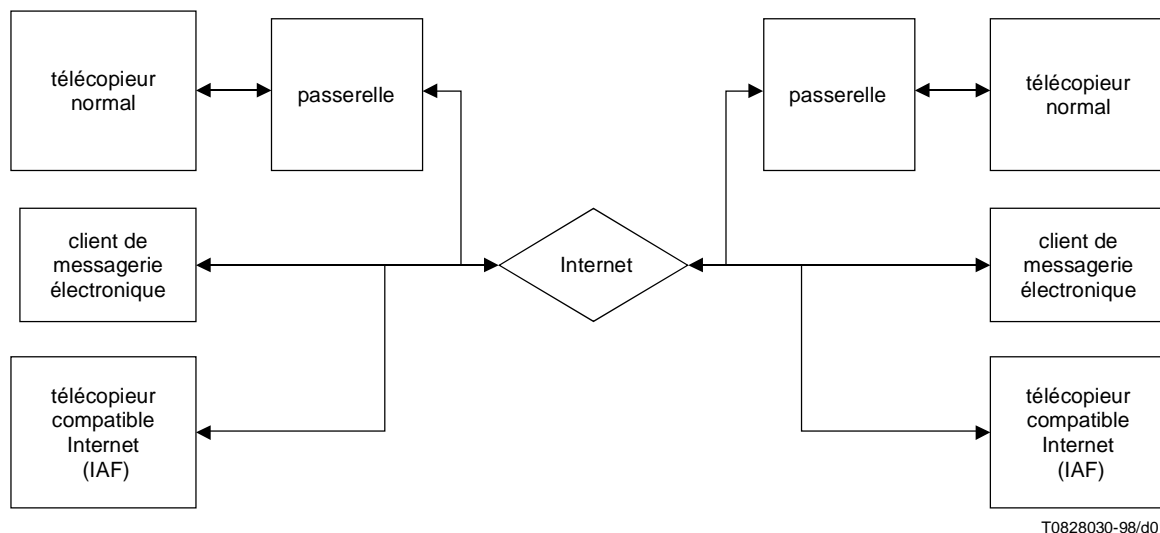 télécopieur
normal
passerelle
passerelle
télécopieur
normal
client de
messagerie
électronique
Internet
client de
messagerie
électronique
télécopieur
compatible
Internet
(IAF)
télécopieur
compatible
Internet
(IAF)
T0828030-98/d0